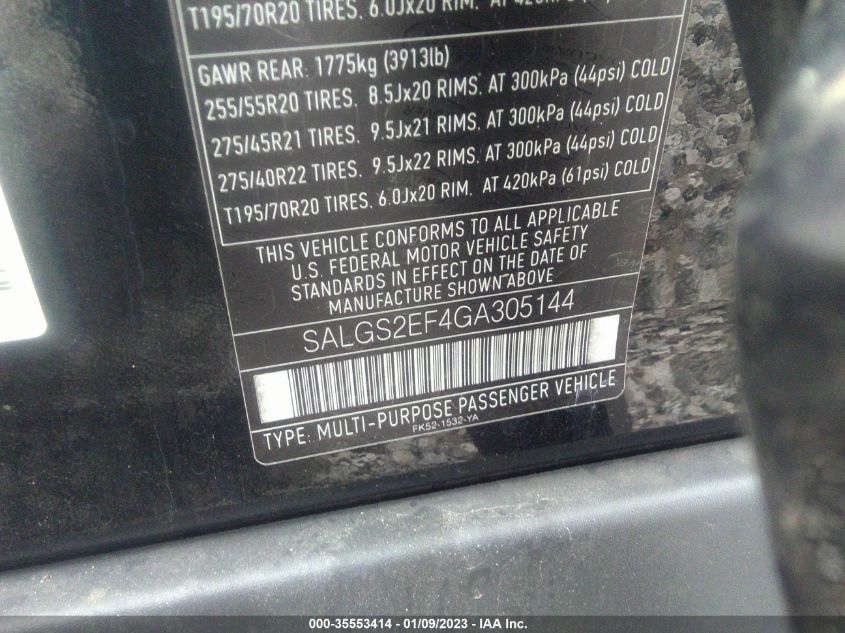 T195/70R20 TIRES. 6.0Jx20 RIM. AT 420kPa (61psi)
GAWR REAR: 1775kg (3913lb)
255/55R20 TIRES. 8.5Jx20 RIMS. AT 300kPa (44psi) COLD
275/45R21 TIRES. 9.5Jx21 RIMS. AT 300kPa (44psi) COLD
275/40R22 TIRES. 9.5Jx22 RIMS. AT 300kPa (44psi) COLD
T195/70R20 TIRES. 6.0Jx20 RIM. AT 420kPa (61psi) COLD
THIS VEHICLE CONFORMS TO ALL APPLICABLE
U.S. FEDERAL MOTOR VEHICLE SAFETY
STANDARDS IN EFFECT ON THE DATE OF
MANUFACTURE SHOWN ABOVE
SALGS2EF4GA305144
TYPE: MULTI-PURPOSE PASSENGER VEHICLE
FK52-1532-YA
000-35553414 - 01/09/2023 - IAA Inc.